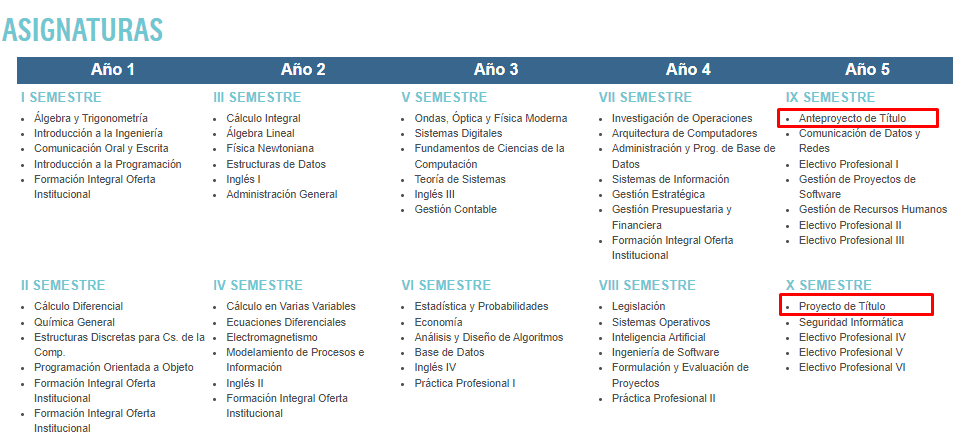 ASIGNATURAS
Año 1
Año 2
Año 3
Año 4
Año 5
I SEMESTRE
Álgebra y Trigonometría
Introducción a la Ingeniería
Comunicación Oral y Escrita
Introducción a la Programación
Formación Integral Oferta
Institucional
III SEMESTRE
Cálculo Integral
Álgebra Lineal
Física Newtoniana
Estructuras de Datos
Inglés I
Administración General
V SEMESTRE
Ondas, Óptica y Física Moderna
Sistemas Digitales
Fundamentos de Ciencias de la
Computación
Teoría de Sistemas
Inglés III
Gestión Contable
VII SEMESTRE
Investigación de Operaciones
Arquitectura de Computadores
Administración y Prog. de Base de
Datos
Sistemas de Información
Gestión Estratégica
Gestión Presupuestaria y
Financiera
Formación Integral Oferta
Institucional
IX SEMESTRE
Anteproyecto de Título
Comunicación de Datos y
Redes
Electivo Profesional I
Gestión de Proyectos de
Software
Gestión de Recursos Humanos
Electivo Profesional II
Electivo Profesional III
II SEMESTRE
Cálculo Diferencial
Química General
Estructuras Discretas para Cs. de la
Comp.
Programación Orientada a Objeto
Formación Integral Oferta
Institucional
Formación Integral Oferta
Institucional
IV SEMESTRE
Cálculo en Varias Variables
Ecuaciones Diferenciales
Electromagnetismo
Modelamiento de Procesos e
Información
Inglés II
Formación Integral Oferta
Institucional
VI SEMESTRE
Estadística y Probabilidades
Economía
Análisis y Diseño de Algoritmos
Base de Datos
Inglés IV
Práctica Profesional I
VIII SEMESTRE
Legislación
Sistemas Operativos
Inteligencia Artificial
Ingeniería de Software
Formulación y Evaluación de
Proyectos
Práctica Profesional II
X SEMESTRE
Proyecto de Título
Seguridad Informática
Electivo Profesional IV
Electivo Profesional V
Electivo Profesional VI